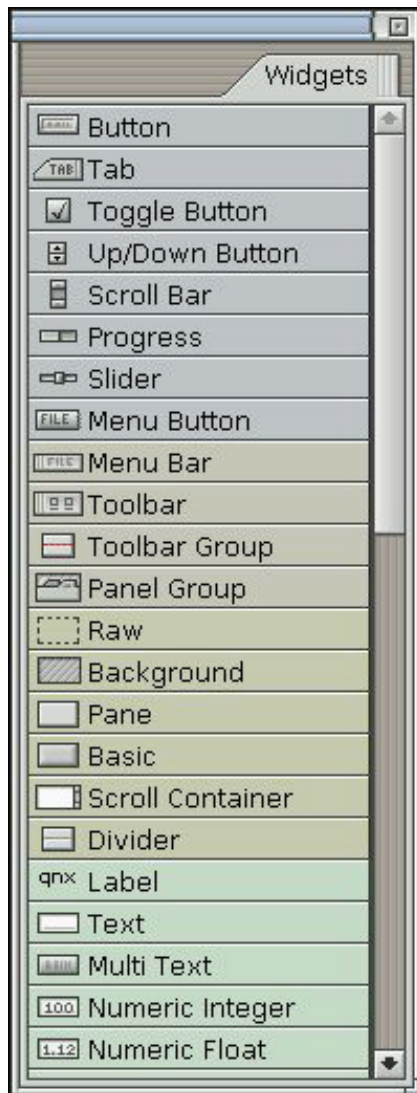 Widgets
Button
TAB Tab
Toggle Button
Up/Down Button
Scroll Bar
Progress
Slider
FILE Menu Button
FILE Menu Bar
Toolbar
Toolbar Group
Panel Group
Raw
Background
Pane
Basic
Scroll Container
Divider
qnx Label
Text
Multi Text
100 Numeric Integer
1.12 Numeric Float